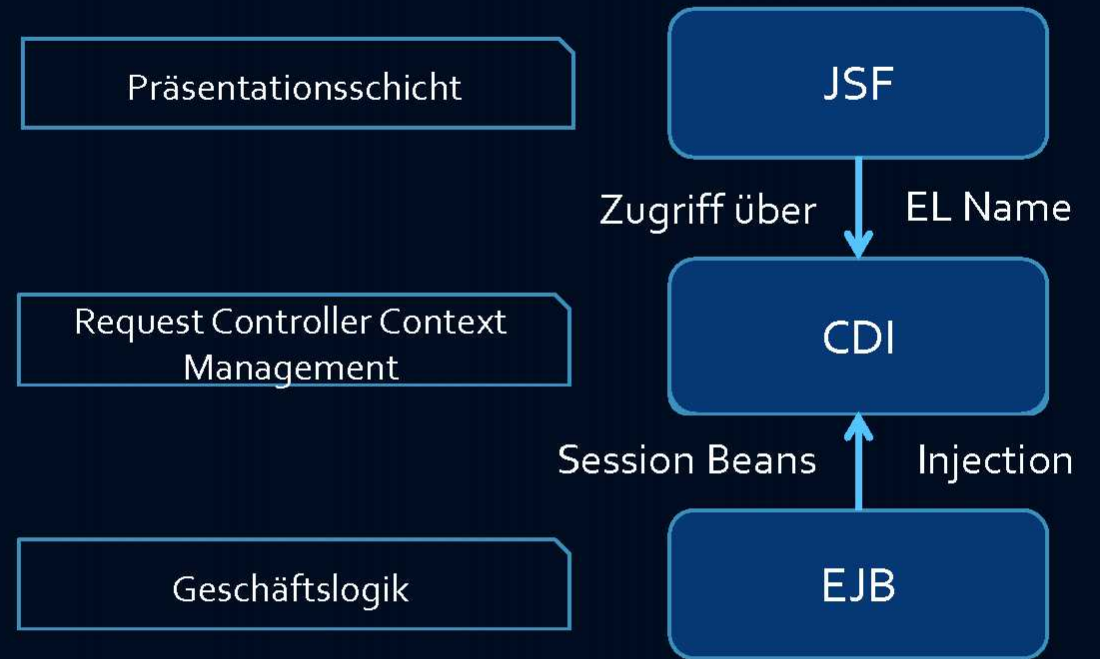 Präsentationsschicht
JSF
Zugriff über
EL Name
Request Controller Context
Management
CDI
Session Beans
Injection
Geschäftslogik
EJB